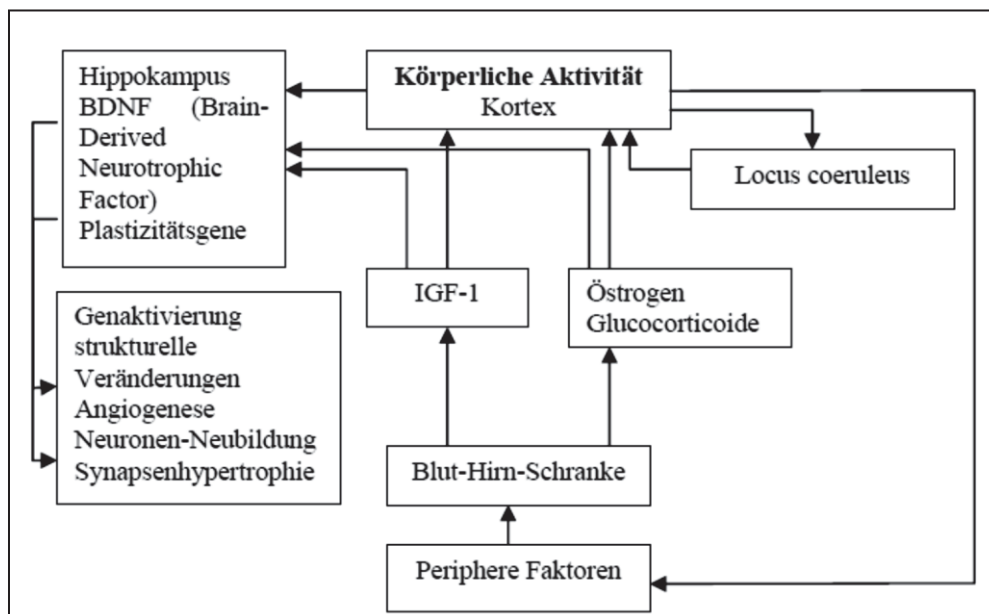 Hippokampus
BDNF (Brain-
Derived
Neurotrophic
Factor)
Plastizitätsgene
Körperliche Aktivität
Kortex
Locus coeruleus
IGF-1
Östrogen
Glucocorticoide
Genaktivierung
strukturelle
Veränderungen
Angiogenese
Neuronen-Neubildung
Synapsenhypertrophie
Blut-Hirn-Schranke
Periphere Faktoren